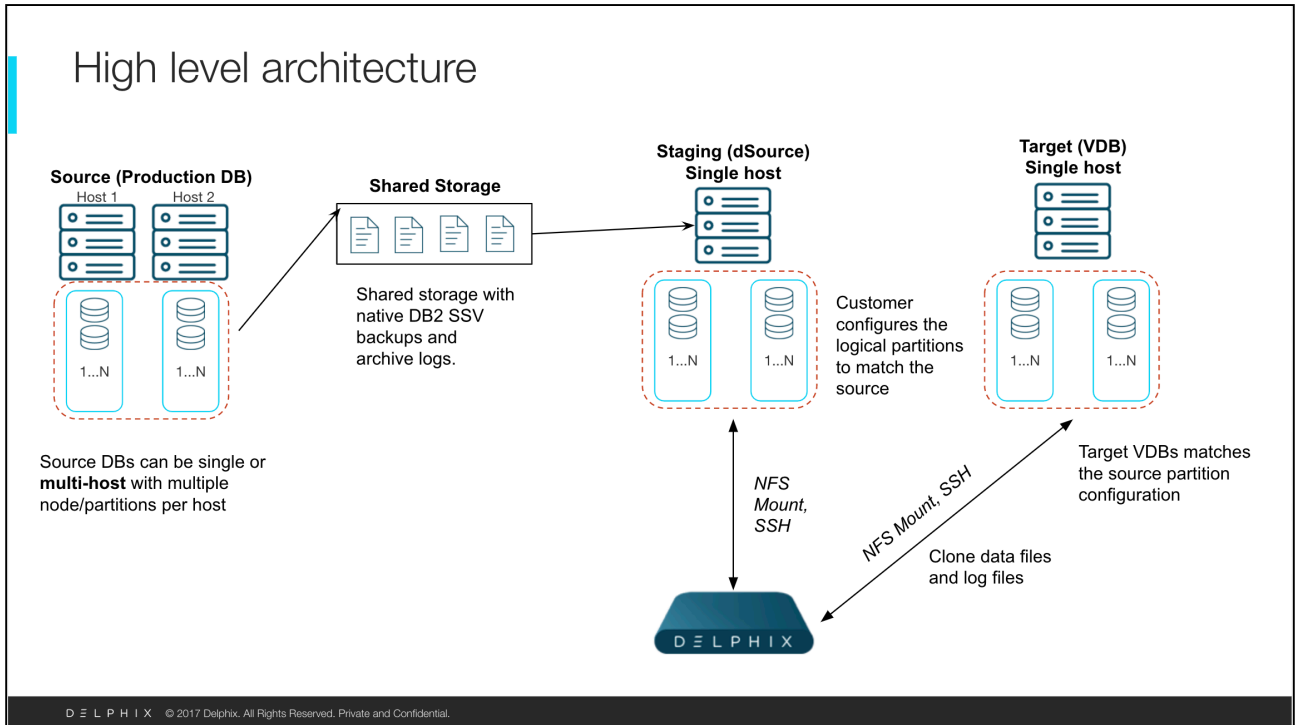 High level architecture
Source (Production DB)
Host 1
Host 2
1...N
1...N
Source DBs can be single or
multi-host with multiple
node/partitions per host
Shared Storage
Shared storage with
native DB2 SSV
backups and
archive logs.
Staging (dSource)
Single host
1...N
1...N
Customer
configures the
logical partitions
to match the
source
Target (VDB)
Single host
1...N
1...N
Target VDBs matches
the source partition
configuration
NFS
Mount,
SSH
NFS Mount, SSH
Clone data files
and log files
DELPHIX
DELPHIX © 2017 Delphix. All Rights Reserved. Private and Confidential.